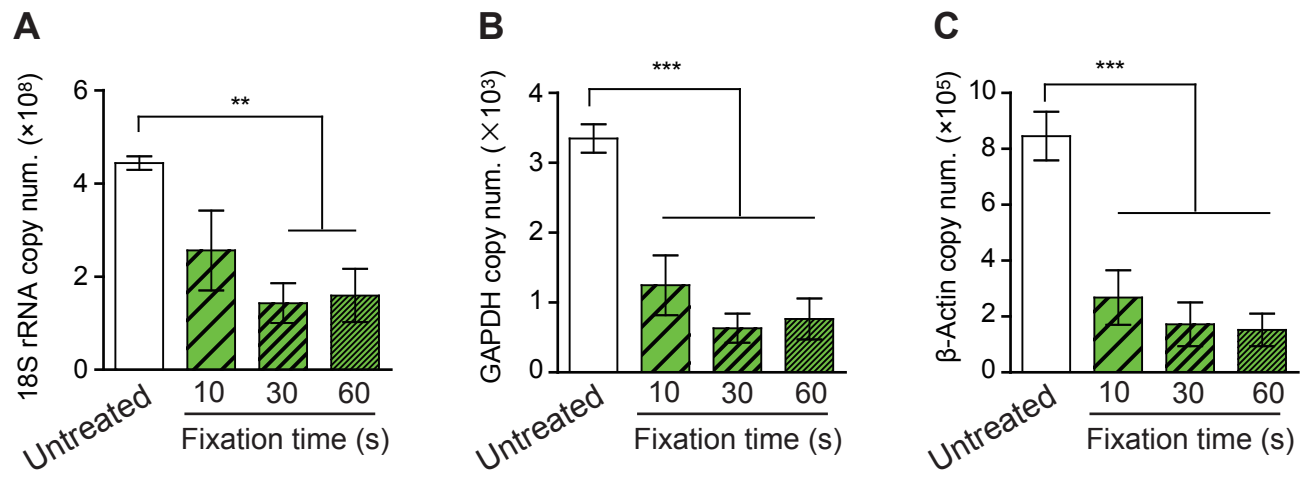 A
18S rRNA copy num. (×10⁸)
6
4
2
0
**
Untreated
10 30 60
Fixation time (s)
B
GAPDH copy num. (×10³)
4
3
2
1
0
***
Untreated
10 30 60
Fixation time (s)
C
β-Actin copy num. (×10⁵)
10
8
6
4
2
0
***
Untreated
10 30 60
Fixation time (s)